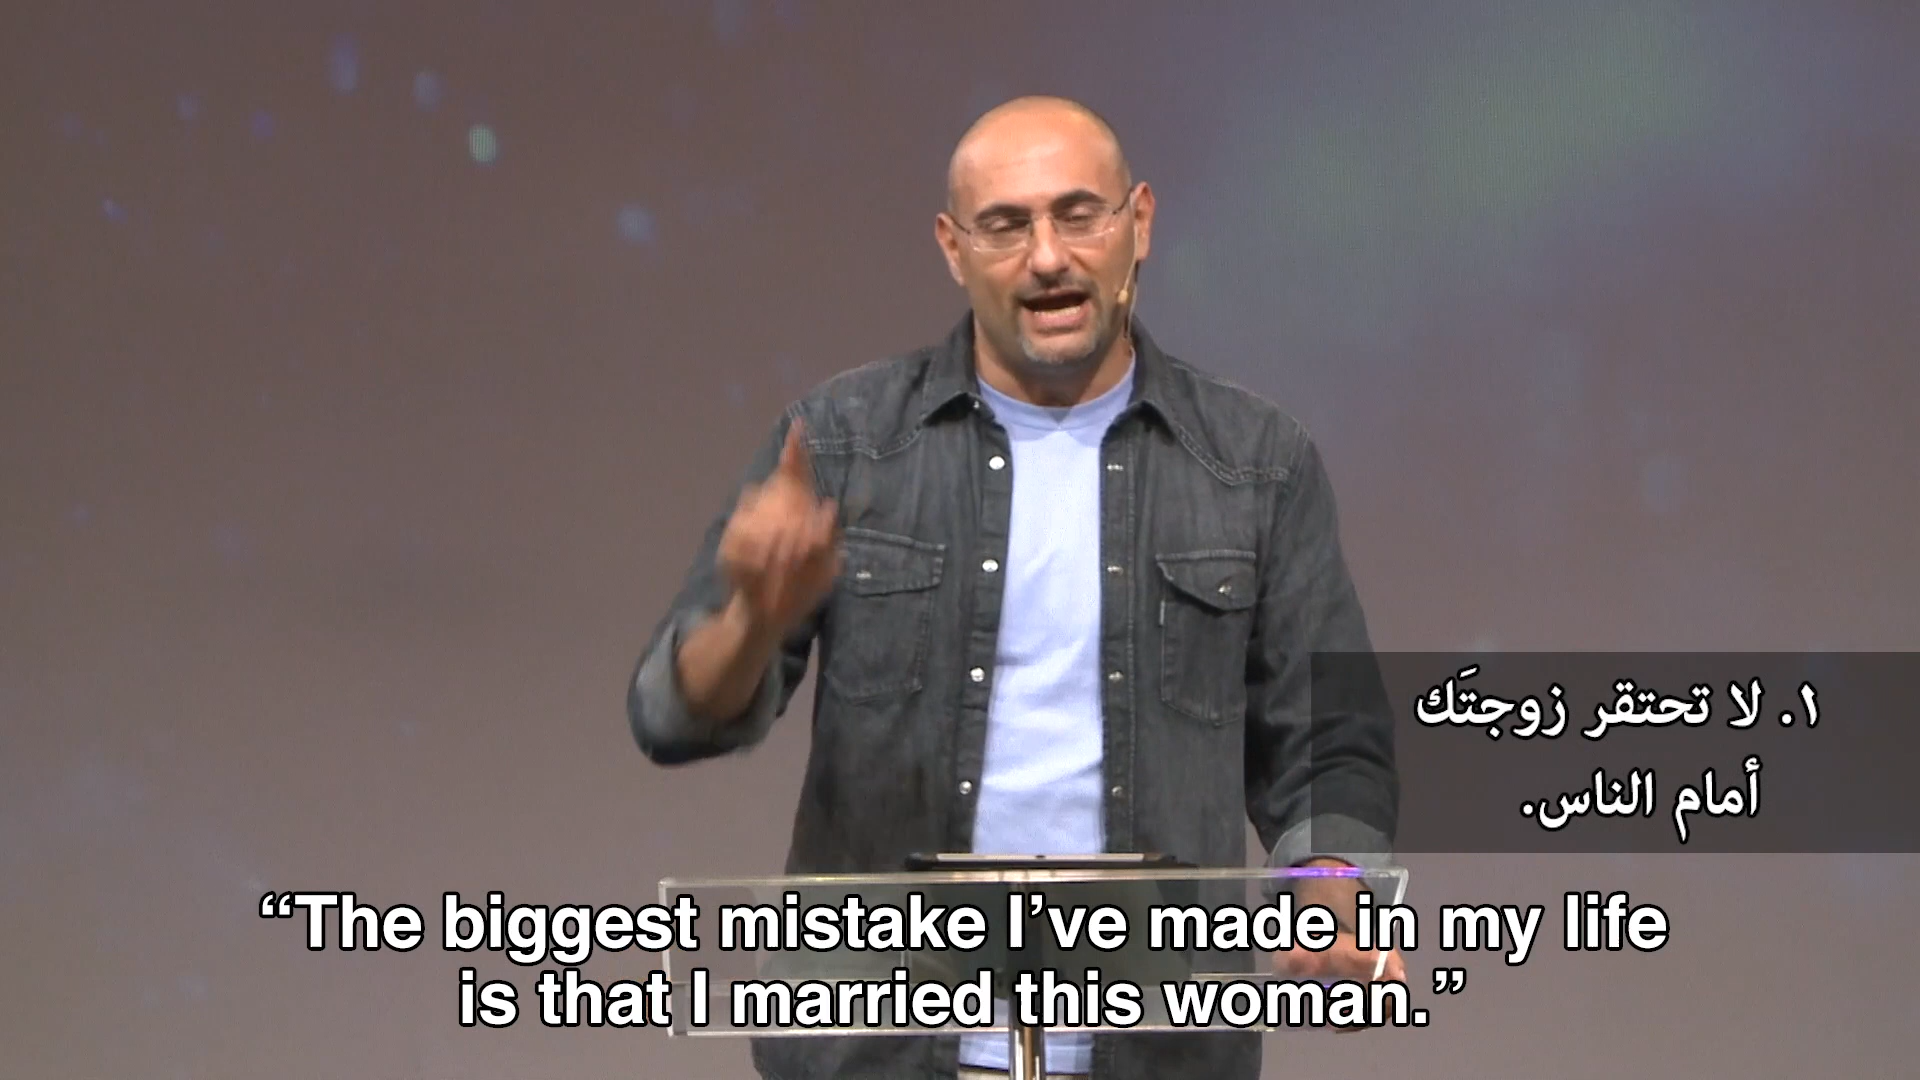 ١. لا تحتقر زوجتَك
أمام الناس.
“The biggest mistake I’ve made in my life
is that I married this woman.”